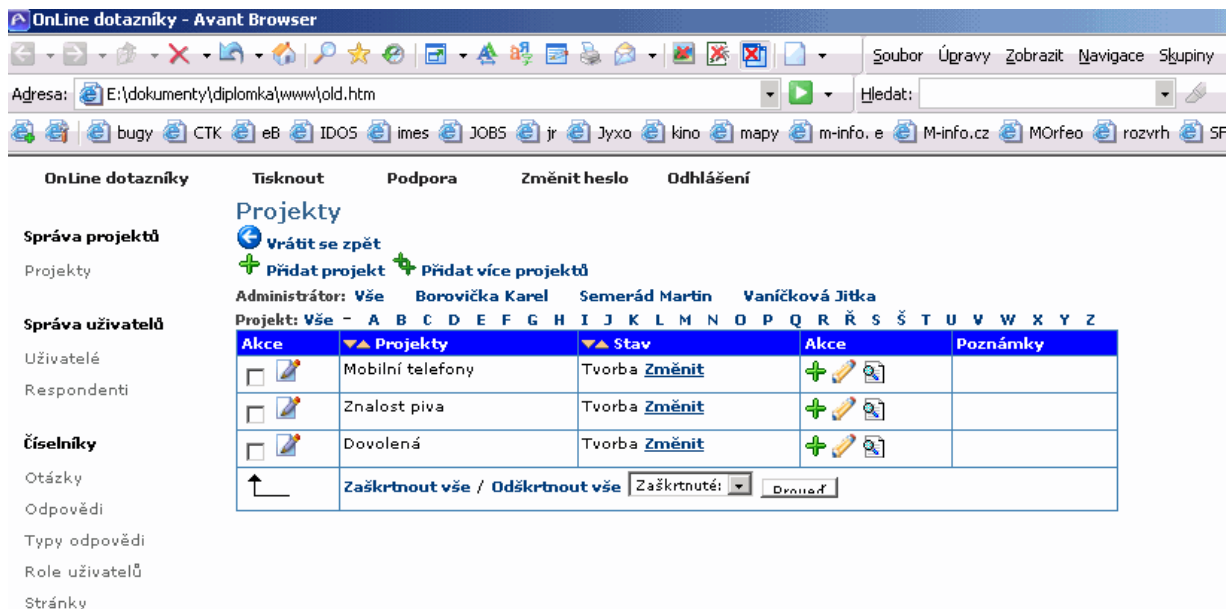 OnLine dotazníky - Avant Browser
Soubor Úpravy Zobrazit Navigace Skupiny
Adresa: E:\dokumenty\diplomka\www\old.htm Hledat:
bugy CTK eB IDOS imes JOBS jr Jyxo kino mapy m-info. e M-info.cz MOrfeo rozvrh
OnLine dotazníky Tisknout Podpora Změnit heslo Odhlášení
Projekty
Správa projektů
Vrátit se zpět
Projekty
Přidat projekt Přidat více projektů
Administrátor: Vše Borovička Karel Semerád Martin Vaníčková Jitka
Správa uživatelů
Projekt: Vše - A B C D E F G H I J K L M N O P Q R Ř S Š T U V W X Y Z
Akce Projekty Stav Akce Poznámky
Uživatelé
Mobilní telefony Tvorba Změnit
Respondenti
Znalost piva Tvorba Změnit
Číselníky
Dovolená Tvorba Změnit
Otázky
Zaškrtnout vše / Odškrtnout vše Zaškrtnuté:
Odpovědi
Typy odpovědi
Role uživatelů
Stránky